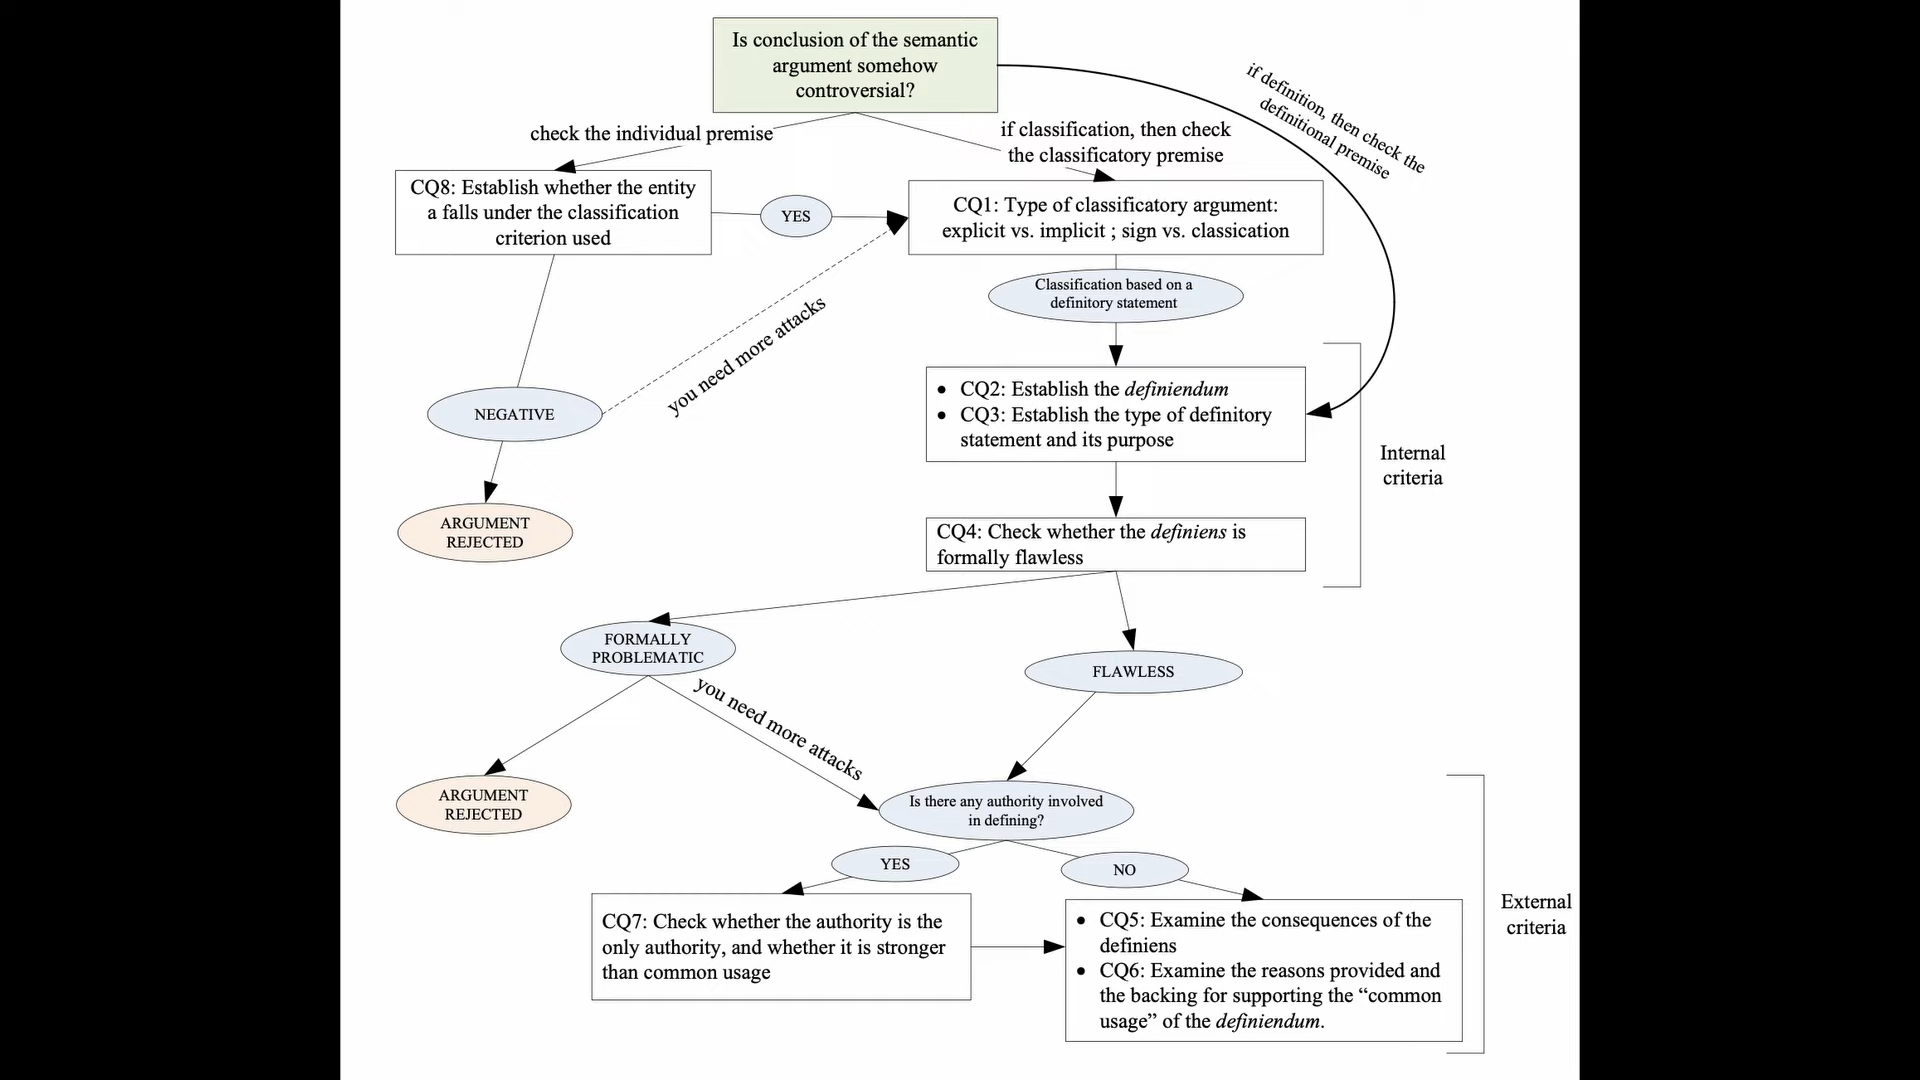 Is conclusion of the semantic
argument somehow
controversial?
if definition, then check the
definitional premise
check the individual premise
if classification, then check
the classificatory premise
CQ8: Establish whether the entity
a falls under the classification
criterion used
YES
CQ1: Type of classificatory argument:
explicit vs. implicit ; sign vs. classication
Classification based on a
definitory statement
you need more attacks
NEGATIVE
• CQ2: Establish the definiendum
• CQ3: Establish the type of definitory
statement and its purpose
Internal
criteria
ARGUMENT
REJECTED
CQ4: Check whether the definiens is
formally flawless
FORMALLY
PROBLEMATIC
FLAWLESS
you need more attacks
ARGUMENT
REJECTED
Is there any authority involved
in defining?
YES
NO
CQ7: Check whether the authority is the
only authority, and whether it is stronger
than common usage
• CQ5: Examine the consequences of the
definiens
• CQ6: Examine the reasons provided and
the backing for supporting the “common
usage” of the definiendum.
External
criteria